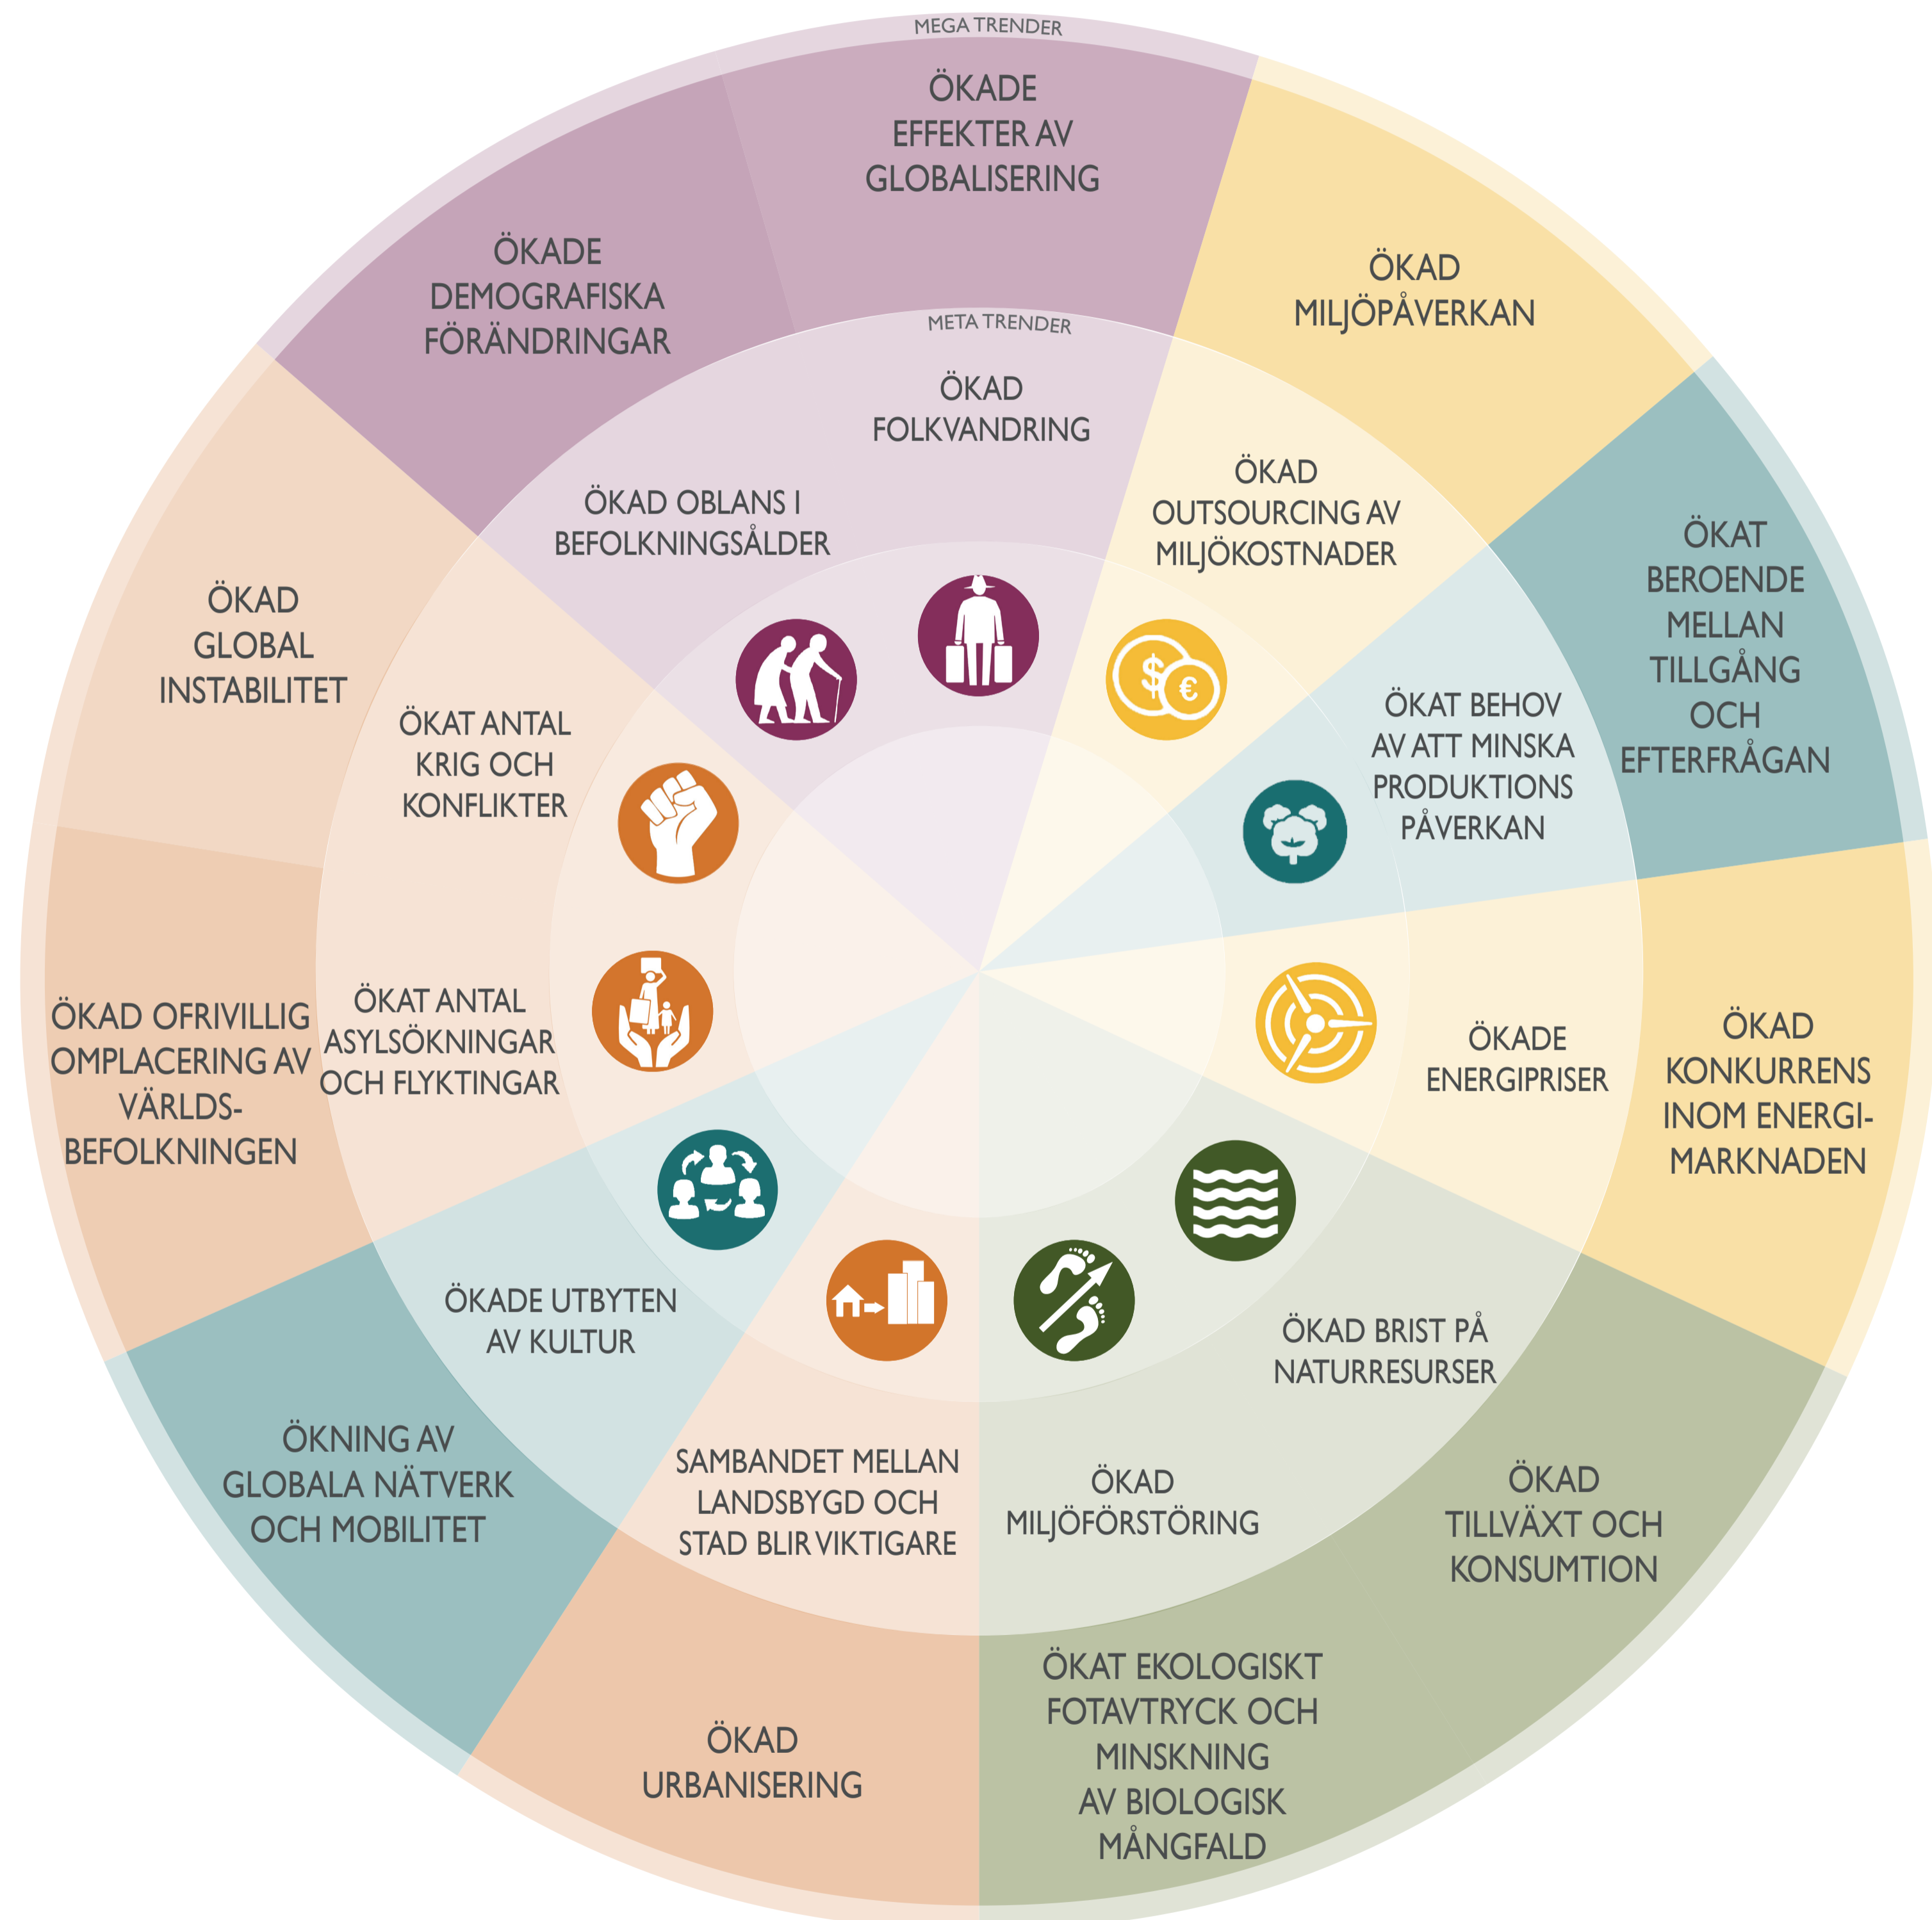 MEGA TRENDER
ÖKADE
EFFEKTER AV
GLOBALISERING
ÖKAD
MILJÖPÅVERKAN
ÖKAT
BEROENDE
MELLAN
TILLGÅNG
OCH
EFTERFRÅGAN
ÖKAD
KONKURRENS
INOM ENERGI-
MARKNADEN
ÖKAD
TILLVÄXT OCH
KONSUMTION
ÖKAT EKOLOGISKT
FOTAVTRYCK OCH
MINSKNING
AV BIOLOGISK
MÅNGFALD
ÖKAD
URBANISERING
ÖKNING AV
GLOBALA NÄTVERK
OCH MOBILITET
ÖKAD OFRIVILLIG
OMPLACERING AV
VÄRLDS-
BEFOLKNINGEN
ÖKAD
GLOBAL
INSTABILITET
ÖKADE
DEMOGRAFISKA
FÖRÄNDRINGAR
META TRENDER
ÖKAD
FOLKVANDRING
ÖKAD
OUTSOURCING AV
MILJÖKOSTNADER
$
€
ÖKAT BEHOV
AV ATT MINSKA
PRODUKTIONS
PÅVERKAN
ÖKADE
ENERGIPRISER
ÖKAD BRIST PÅ
NATURRESURSER
ÖKAD
MILJÖFÖRSTÖRING
SAMBANDET MELLAN
LANDSBYGD OCH
STAD BLIR VIKTIGARE
ÖKADE UTBYTEN
AV KULTUR
ÖKAT ANTAL
ASYLSÖKNINGAR
OCH FLYKTINGAR
ÖKAT ANTAL
KRIG OCH
KONFLIKTER
ÖKAD OBLANS I
BEFOLKNINGSÅLDER